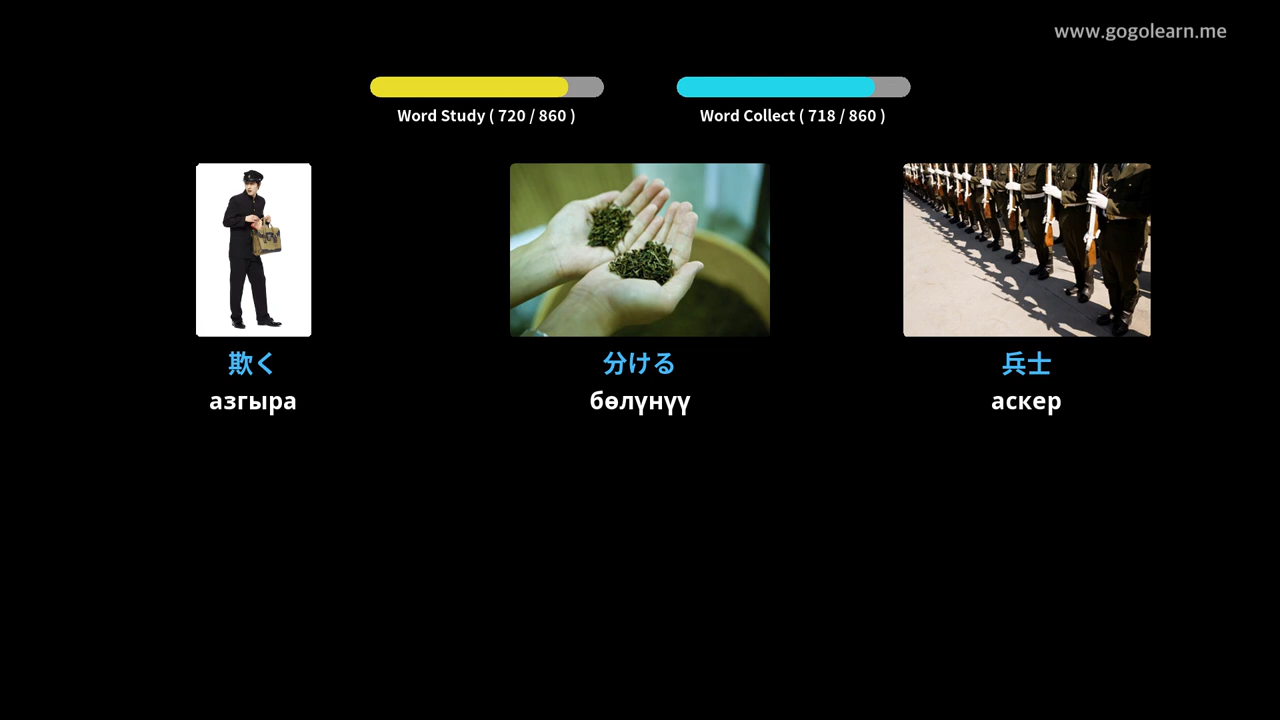 www.gogolearn.me
Word Study ( 720 / 860 )
Word Collect ( 718 / 860 )
欺く
азгыра
分ける
бөлүнүү
兵士
аскер